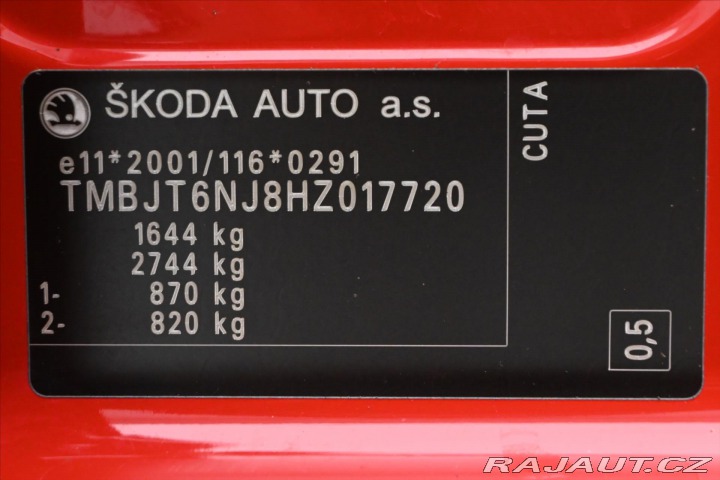 ŠKODA AUTO a.s.
e11*2001/116*0291
TMBJT6NJ8HZ017720
1644 kg
2744 kg
1- 870 kg
2- 820 kg
CUTA
0,5
RAJAUT.CZ